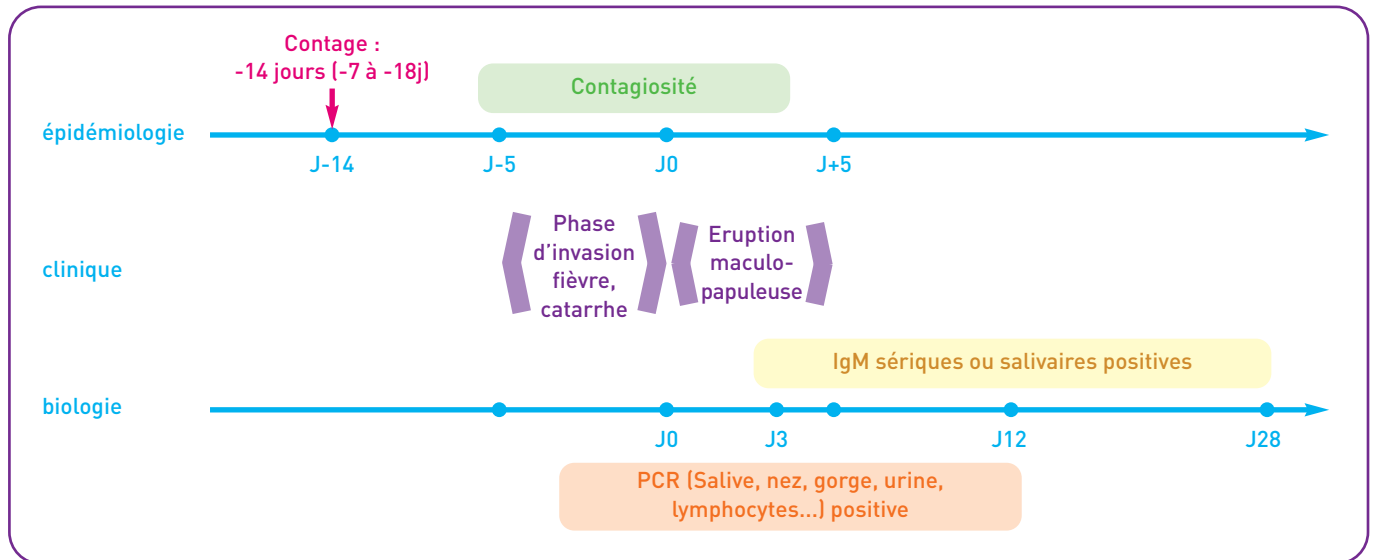 Contage :
-14 jours (-7 à -18j)
Contagiosité
épidémiologie
J-14
J-5
J0
J+5
clinique
Phase
d'invasion
fièvre,
catarrhe
Eruption
maculo-
papuleuse
IgM sériques ou salivaires positives
biologie
J0
J3
J12
J28
PCR (Salive, nez, gorge, urine,
lymphocytes...) positive